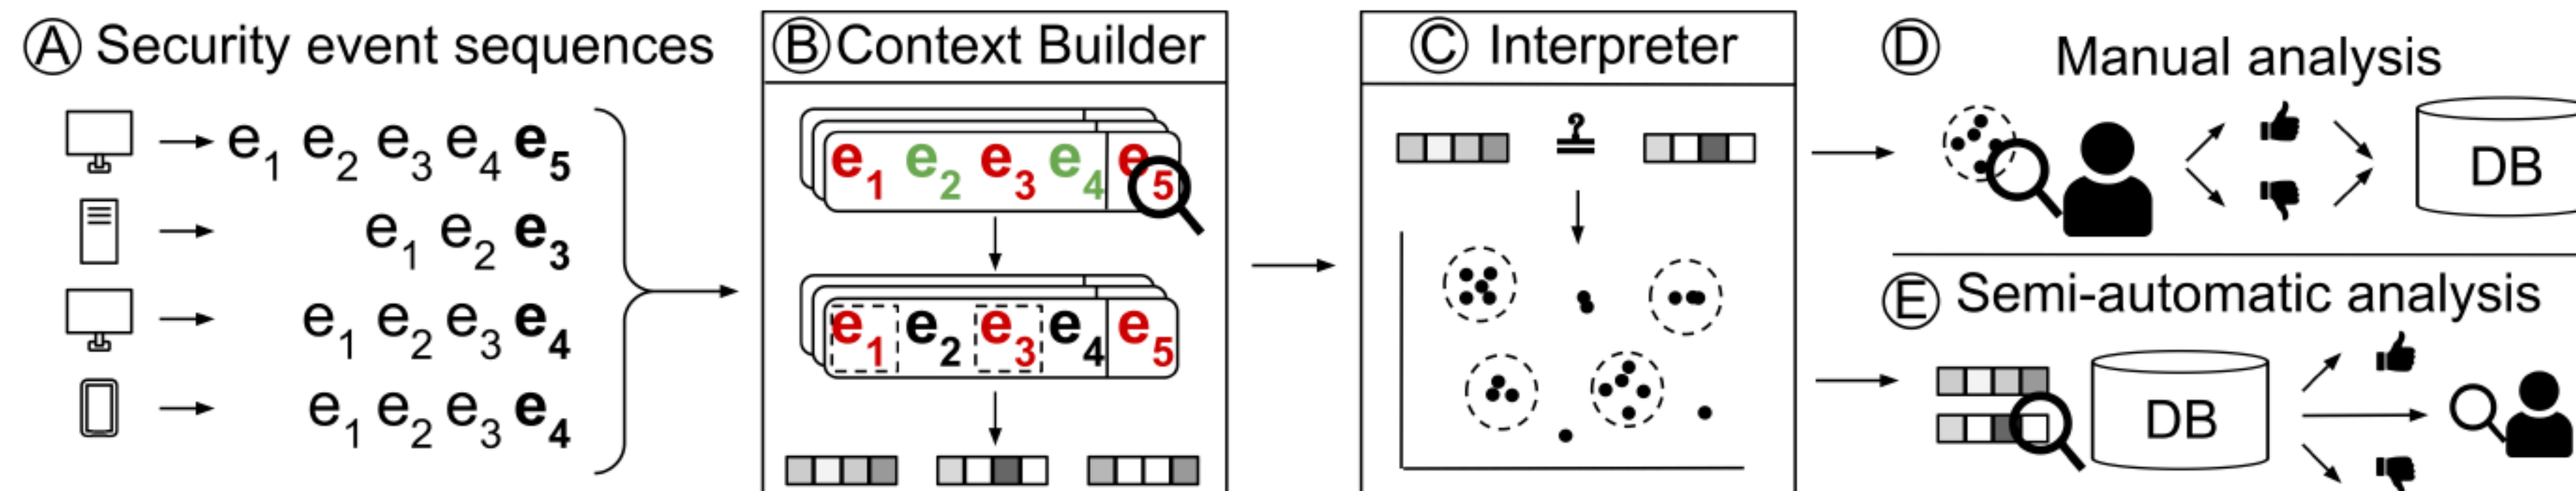 Ⓐ Security event sequences
e1 e2 e3 e4 e5
e1 e2 e3
e1 e2 e3 e4
e1 e2 e3 e4
Ⓑ Context Builder
e1 e2 e3 e4 e5
e1 e2 e3 e4 e5
Ⓒ Interpreter
?
=
Ⓓ Manual analysis
DB
Ⓔ Semi-automatic analysis
DB